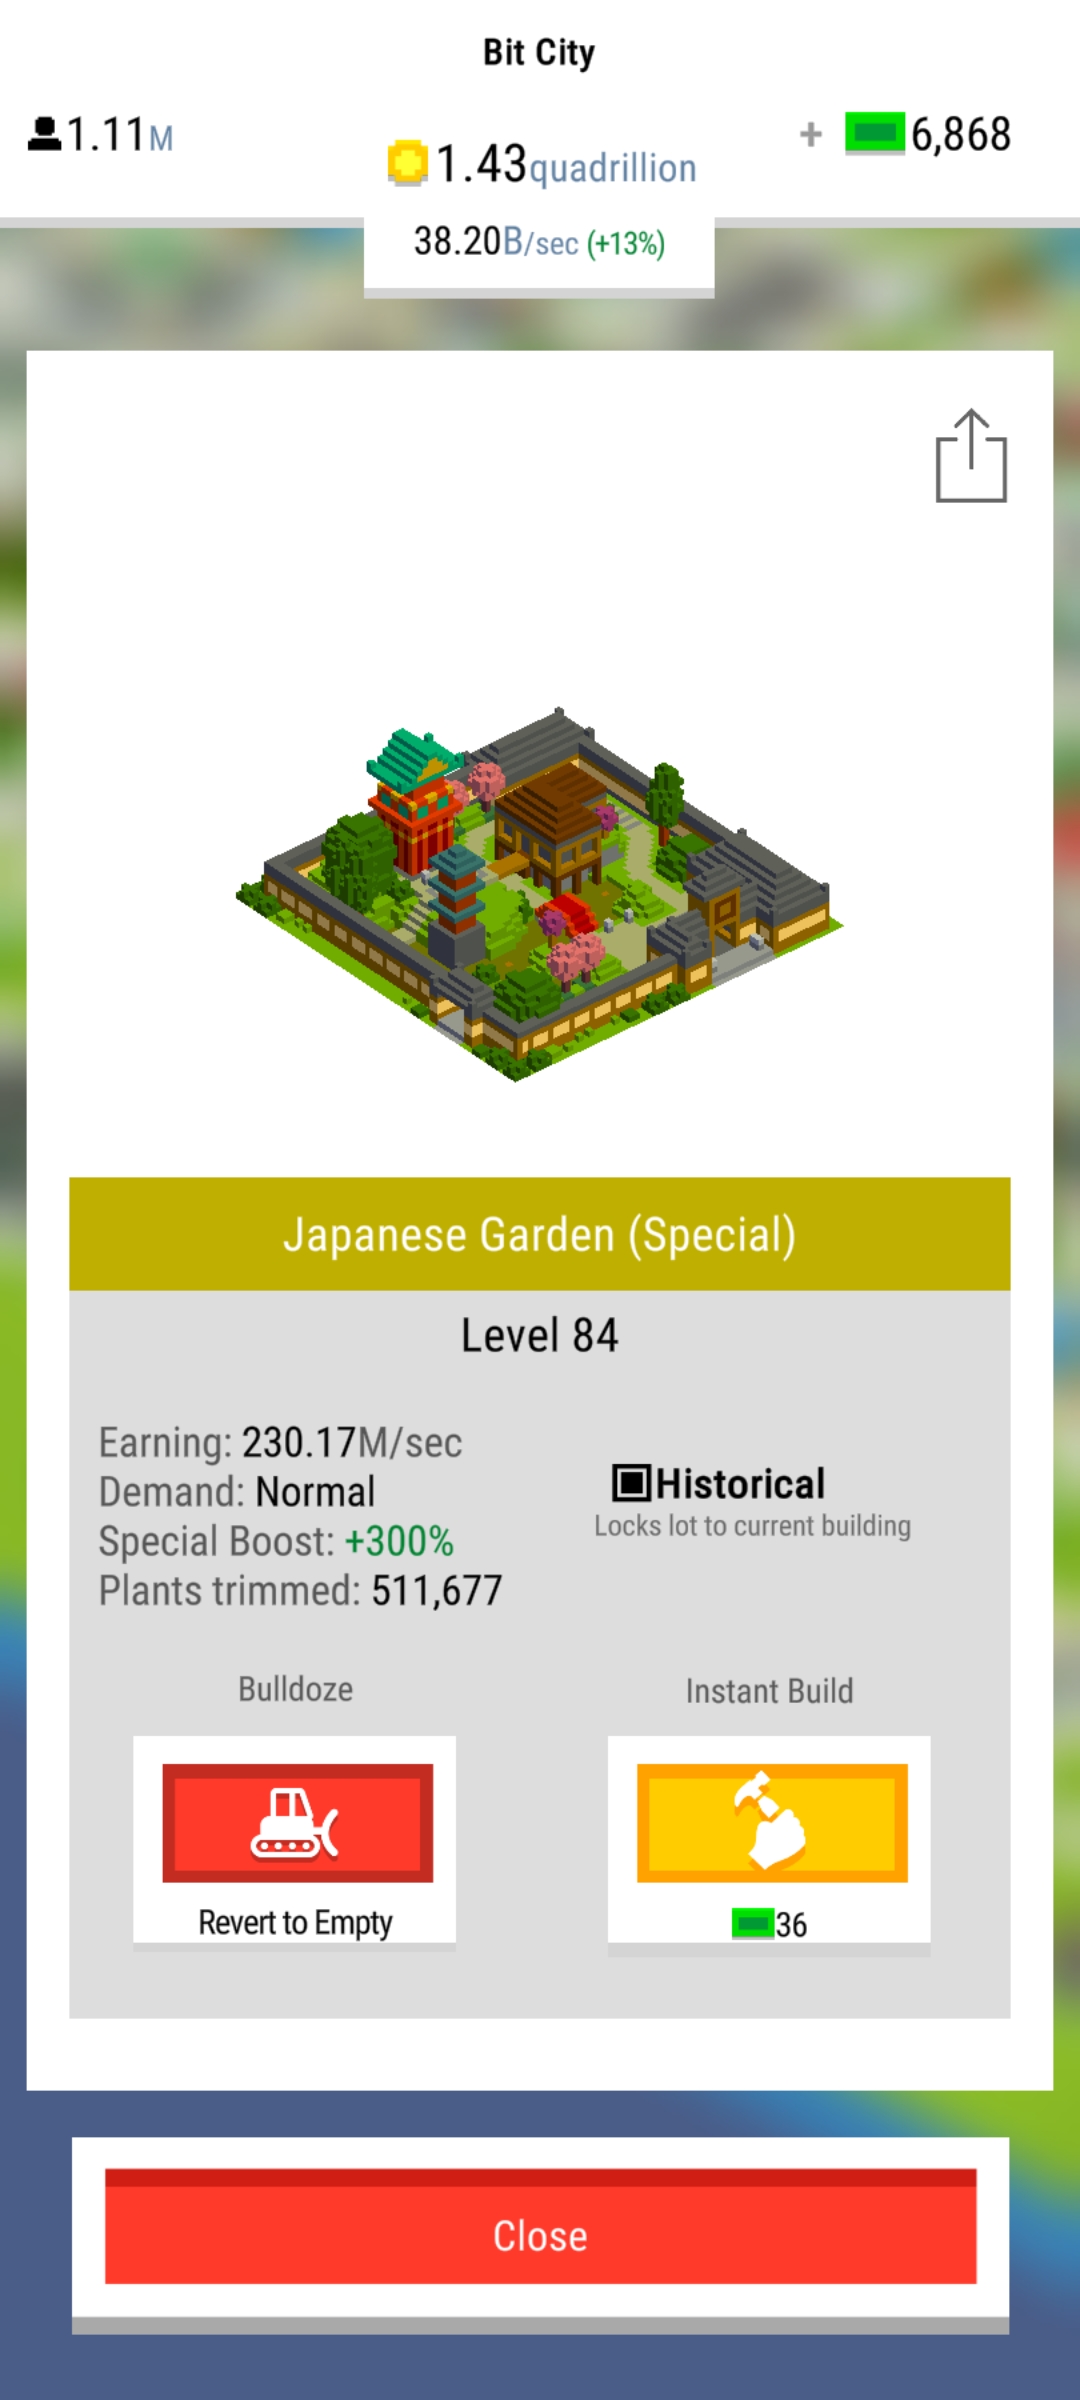 Bit City
1.11M
+ 6,868
1.43quadrillion
38.20B/sec (+13%)
Japanese Garden (Special)
Level 84
Earning: 230.17M/sec
Demand: Normal
Special Boost: +300%
Plants trimmed: 511,677
Historical
Locks lot to current building
Bulldoze
Revert to Empty
Instant Build
36
Close